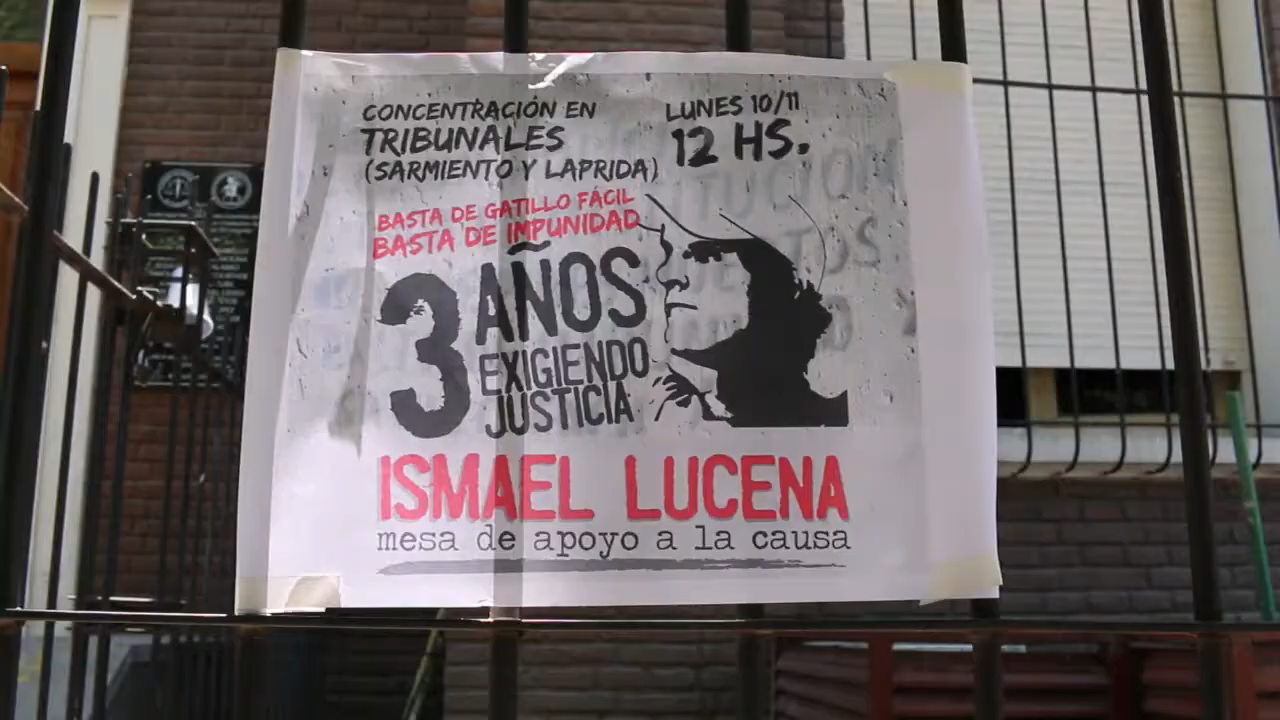 CONCENTRACIÓN EN
TRIBUNALES
(SARMIENTO Y LAPRIDA)
LUNES 10/11
12 HS.
BASTA DE GATILLO FÁCIL
BASTA DE IMPUNIDAD
3 AÑOS
EXIGIENDO
JUSTICIA
ISMAEL LUCENA
mesa de apoyo a la causa